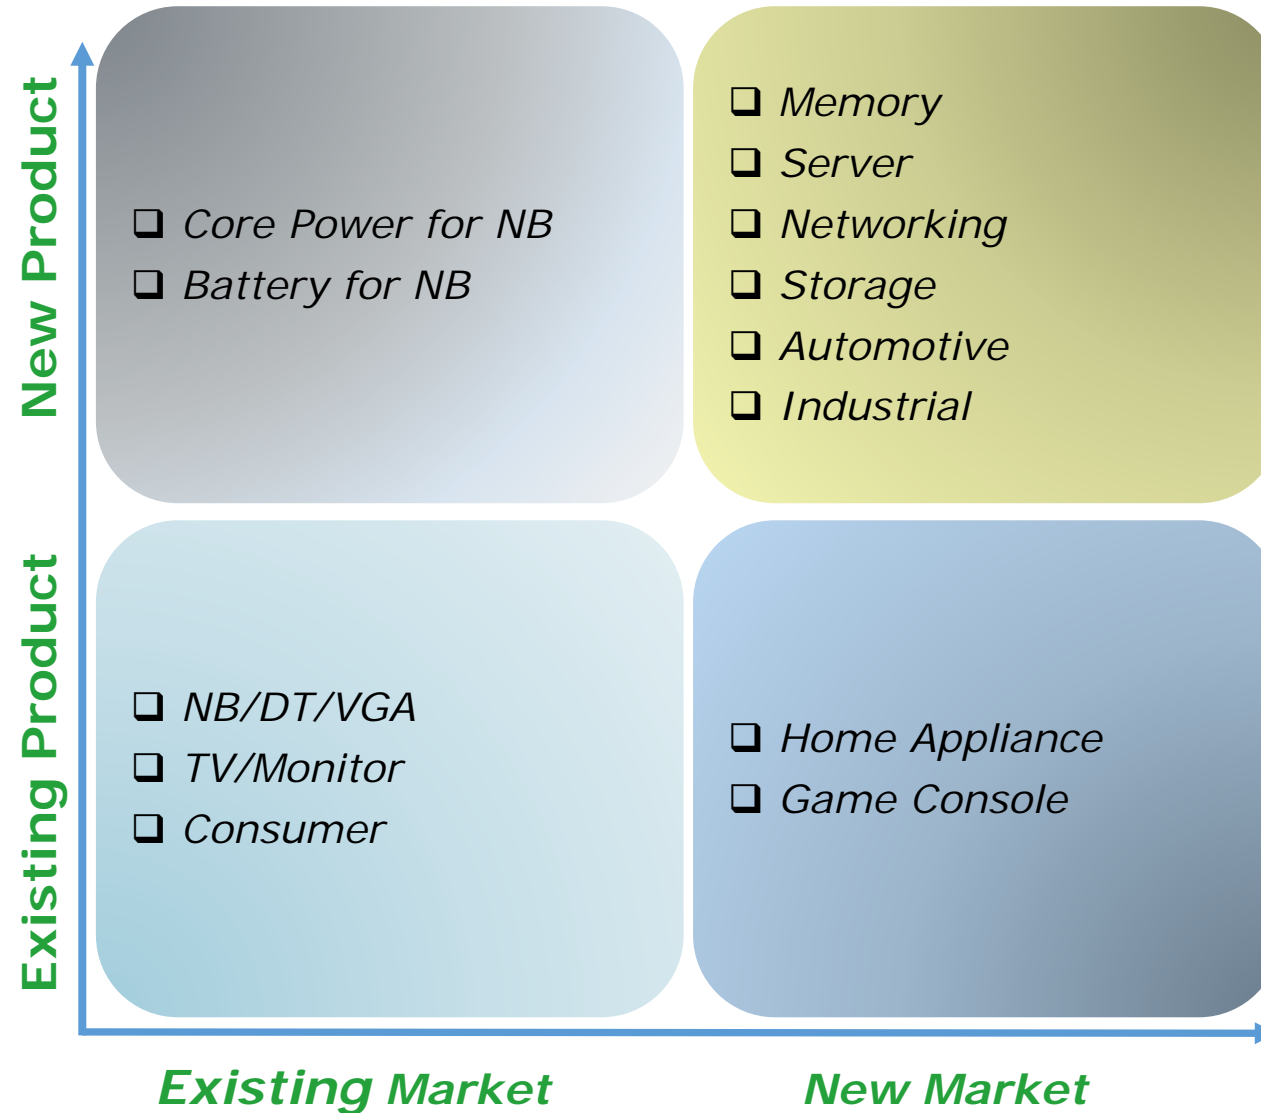 New Product
Core Power for NB
Battery for NB
Memory
Server
Networking
Storage
Automotive
Industrial
Existing Product
NB/DT/VGA
TV/Monitor
Consumer
Home Appliance
Game Console
Existing Market
New Market